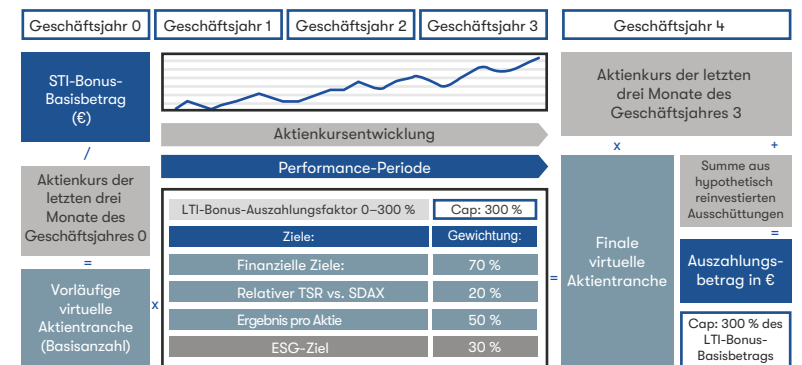 Geschäftsjahr 0
Geschäftsjahr 1
Geschäftsjahr 2
Geschäftsjahr 3
Geschäftsjahr 4
STI-Bonus-
Basisbetrag
(€)
/
Aktienkurs der
letzten drei
Monate des
Geschäftsjahres 0
=
Vorläufige
virtuelle
Aktientranche
(Basisanzahl)
x
Aktienkursentwicklung
Performance-Periode
LTI-Bonus-Auszahlungsfaktor 0–300 %
Cap: 300 %
Ziele:
Gewichtung:
Finanzielle Ziele:
70 %
Relativer TSR vs. SDAX
20 %
Ergebnis pro Aktie
50 %
ESG-Ziel
30 %
=
Aktienkurs der letzten
drei Monate des
Geschäftsjahres 3
x
+
Finale
virtuelle
Aktientranche
Summe aus
hypothetisch
reinvestierten
Ausschüttungen
=
Auszahlungs-
betrag in €
Cap: 300 % des
LTI-Bonus-
Basisbetrags